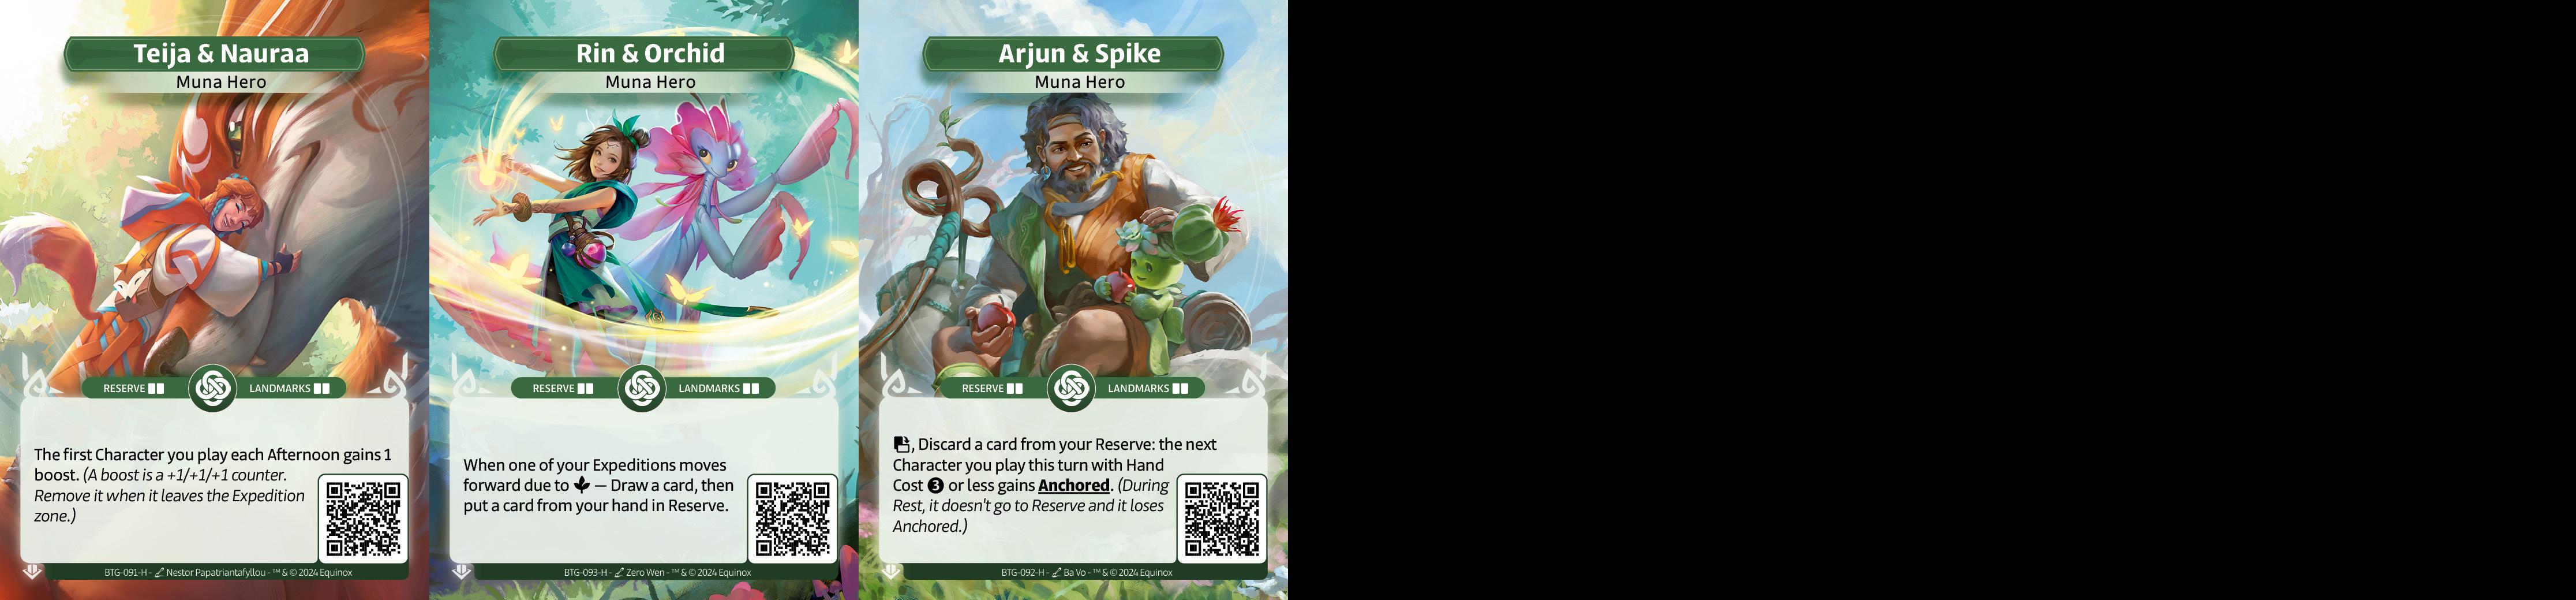 Teija & Nauraa
Muna Hero
RESERVE
LANDMARKS
The first Character you play each Afternoon gains 1
boost. (A boost is a +1/+1/+1 counter.
Remove it when it leaves the Expedition
zone.)
BTG-091-H - Nestor Papatriantafyllou - ™ & © 2024 Equinox
Rin & Orchid
Muna Hero
RESERVE
LANDMARKS
When one of your Expeditions moves
forward due to — Draw a card, then
put a card from your hand in Reserve.
BTG-093-H - Zero Wen - ™ & © 2024 Equinox
Arjun & Spike
Muna Hero
RESERVE
LANDMARKS
, Discard a card from your Reserve: the next
Character you play this turn with Hand
Cost 3 or less gains Anchored. (During
Rest, it doesn't go to Reserve and it loses
Anchored.)
BTG-092-H - Ba Vo - ™ & © 2024 Equinox